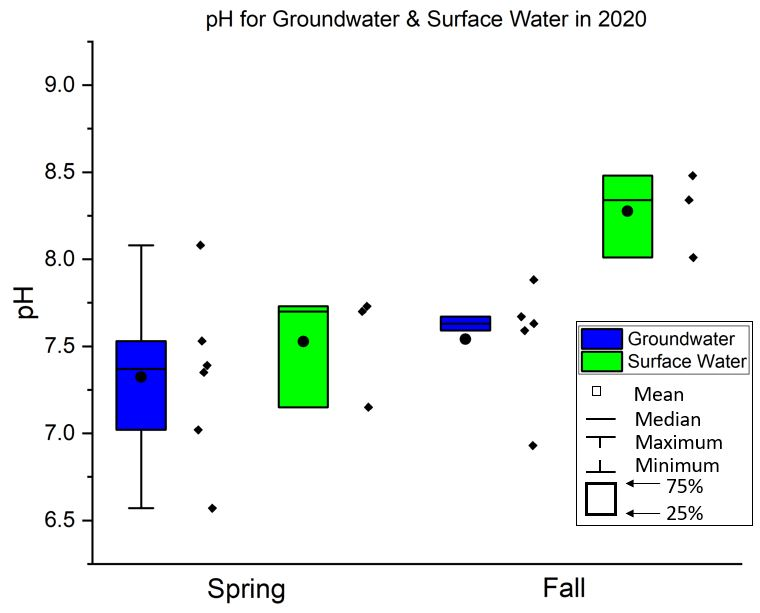 pH for Groundwater & Surface Water in 2020
pH
9.0
8.5
8.0
7.5
7.0
6.5
Spring
Fall
Groundwater
Surface Water
Mean
Median
Maximum
Minimum
75%
25%